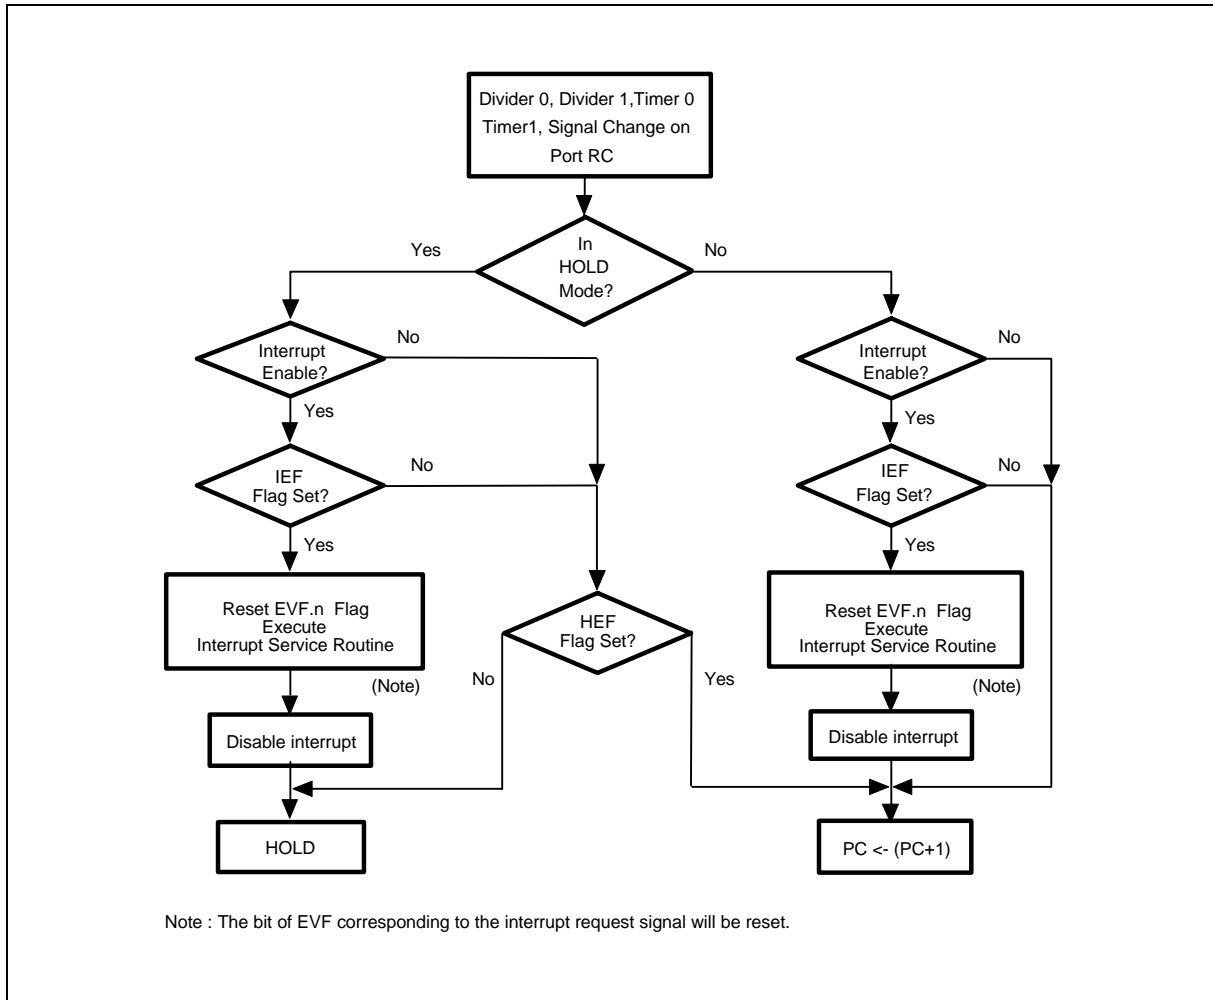 Divider 0, Divider 1,Timer 0
Timer1, Signal Change on
Port RC
In
HOLD
Mode?
Yes
No
Interrupt
Enable?
No
Yes
Interrupt
Enable?
No
Yes
IEF
Flag Set?
No
Yes
IEF
Flag Set?
No
Yes
Reset EVF.n Flag
Execute
Interrupt Service Routine
(Note)
HEF
Flag Set?
No
Yes
Reset EVF.n Flag
Execute
Interrupt Service Routine
(Note)
Disable interrupt
Disable interrupt
HOLD
PC <- (PC+1)
Note : The bit of EVF corresponding to the interrupt request signal will be reset.